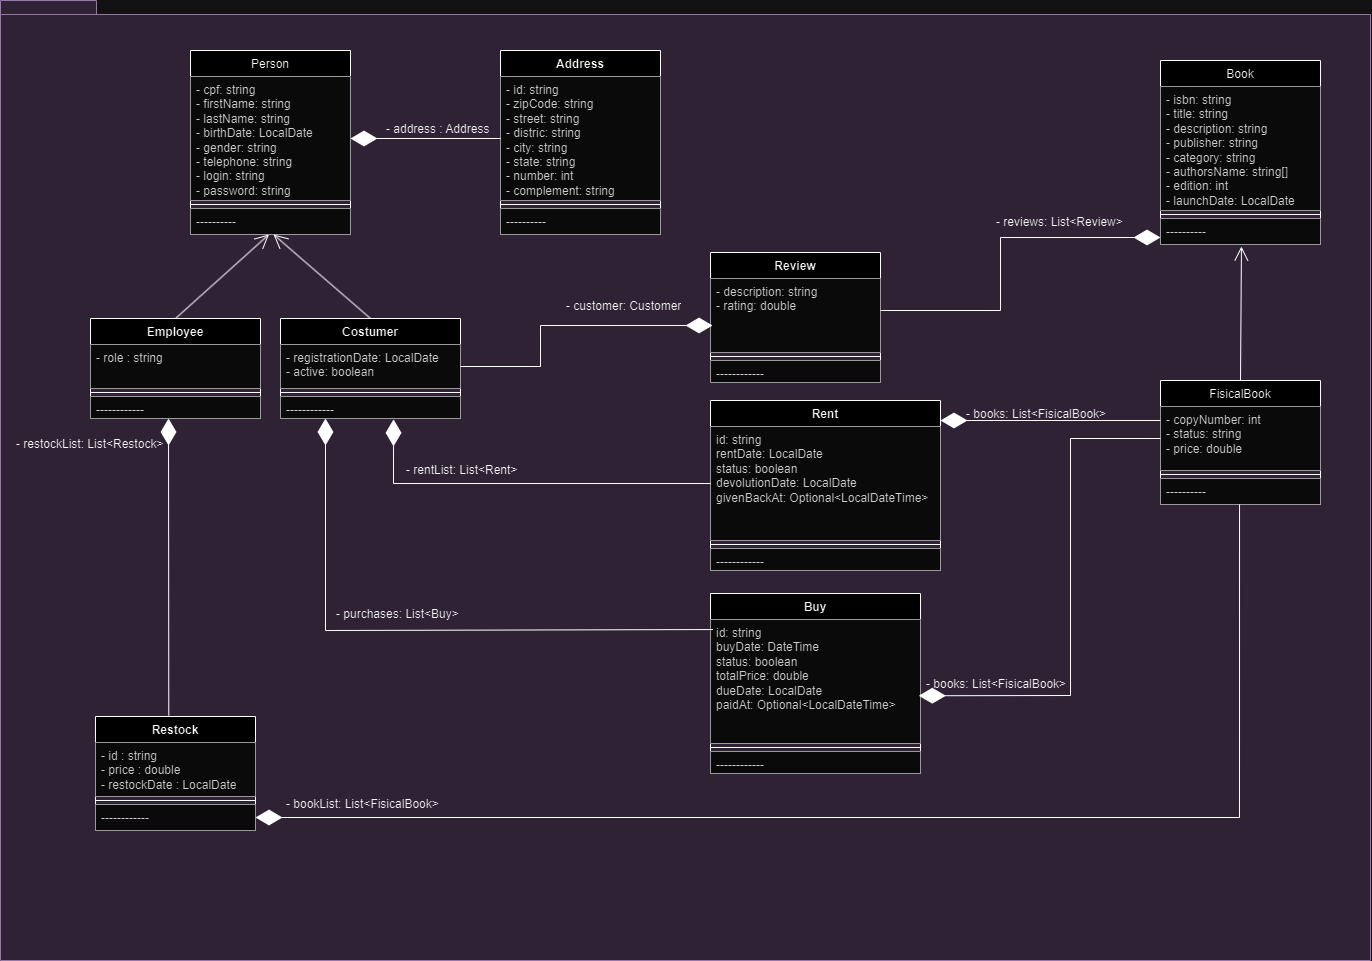 Person
- cpf: string
- firstName: string
- lastName: string
- birthDate: LocalDate
- gender: string
- telephone: string
- login: string
- password: string
----------
- address : Address
Address
- id: string
- zipCode: string
- street: string
- distric: string
- city: string
- state: string
- number: int
- complement: string
----------
Book
- isbn: string
- title: string
- description: string
- publisher: string
- category: string
- authorsName: string[]
- edition: int
- launchDate: LocalDate
----------
- reviews: List<Review>
Review
- description: string
- rating: double
------------
- customer: Customer
Employee
- role : string
------------
Costumer
- registrationDate: LocalDate
- active: boolean
------------
- restockList: List<Restock>
- rentList: List<Rent>
Rent
id: string
rentDate: LocalDate
status: boolean
devolutionDate: LocalDate
givenBackAt: Optional<LocalDateTime>
------------
- books: List<FisicalBook>
FisicalBook
- copyNumber: int
- status: string
- price: double
----------
- purchases: List<Buy>
Buy
id: string
buyDate: DateTime
status: boolean
totalPrice: double
dueDate: LocalDate
paidAt: Optional<LocalDateTime>
------------
- books: List<FisicalBook>
Restock
- id : string
- price : double
- restockDate : LocalDate
------------
- bookList: List<FisicalBook>